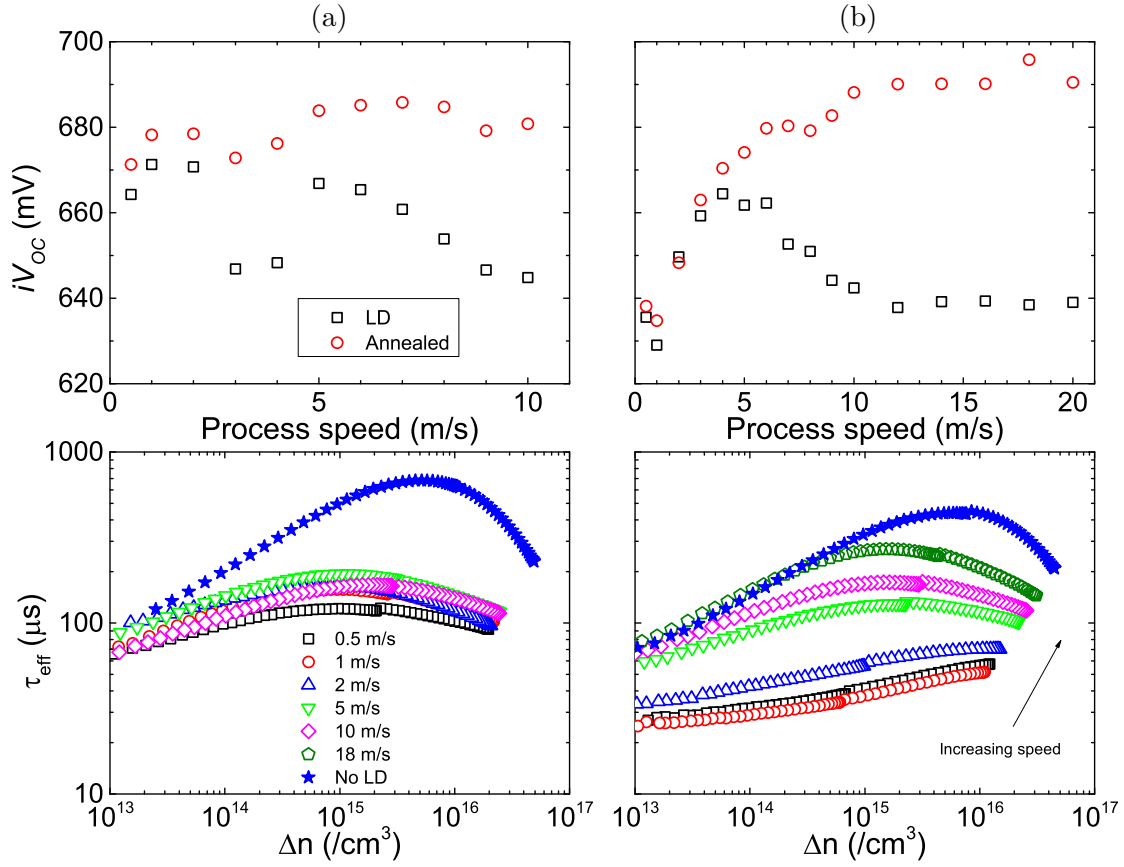 (a)
(b)
700
680
660
640
620
iV_OC (mV)
LD
Annealed
0
5
10
Process speed (m/s)
0
5
10
15
20
Process speed (m/s)
1000
100
10
τ_eff (μs)
0.5 m/s
1 m/s
2 m/s
5 m/s
10 m/s
18 m/s
No LD
Increasing speed
10^13 10^14 10^15 10^16 10^17
Δn (/cm^3)
10^13 10^14 10^15 10^16 10^17
Δn (/cm^3)